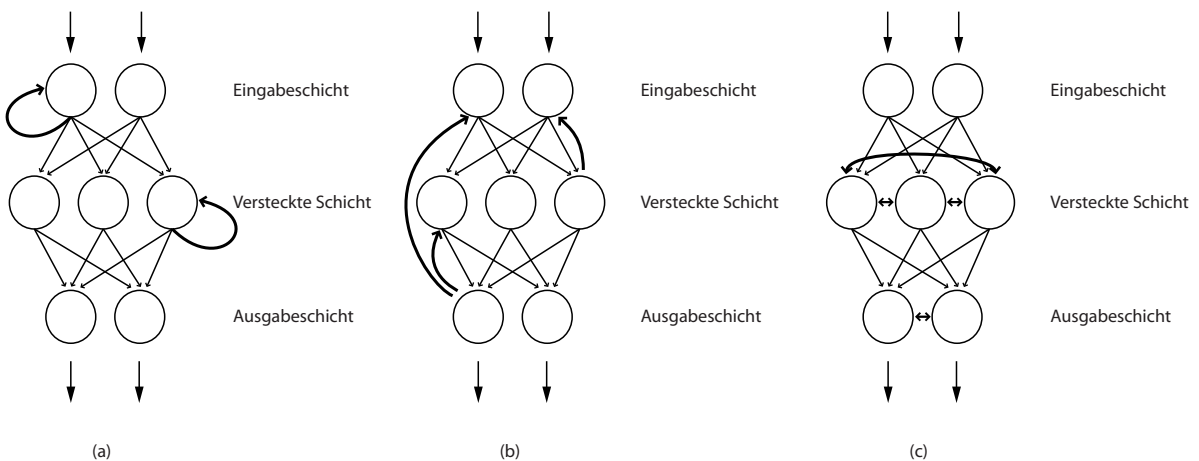 Eingabeschicht
Versteckte Schicht
Ausgabeschicht
(a)
Eingabeschicht
Versteckte Schicht
Ausgabeschicht
(b)
Eingabeschicht
Versteckte Schicht
Ausgabeschicht
(c)